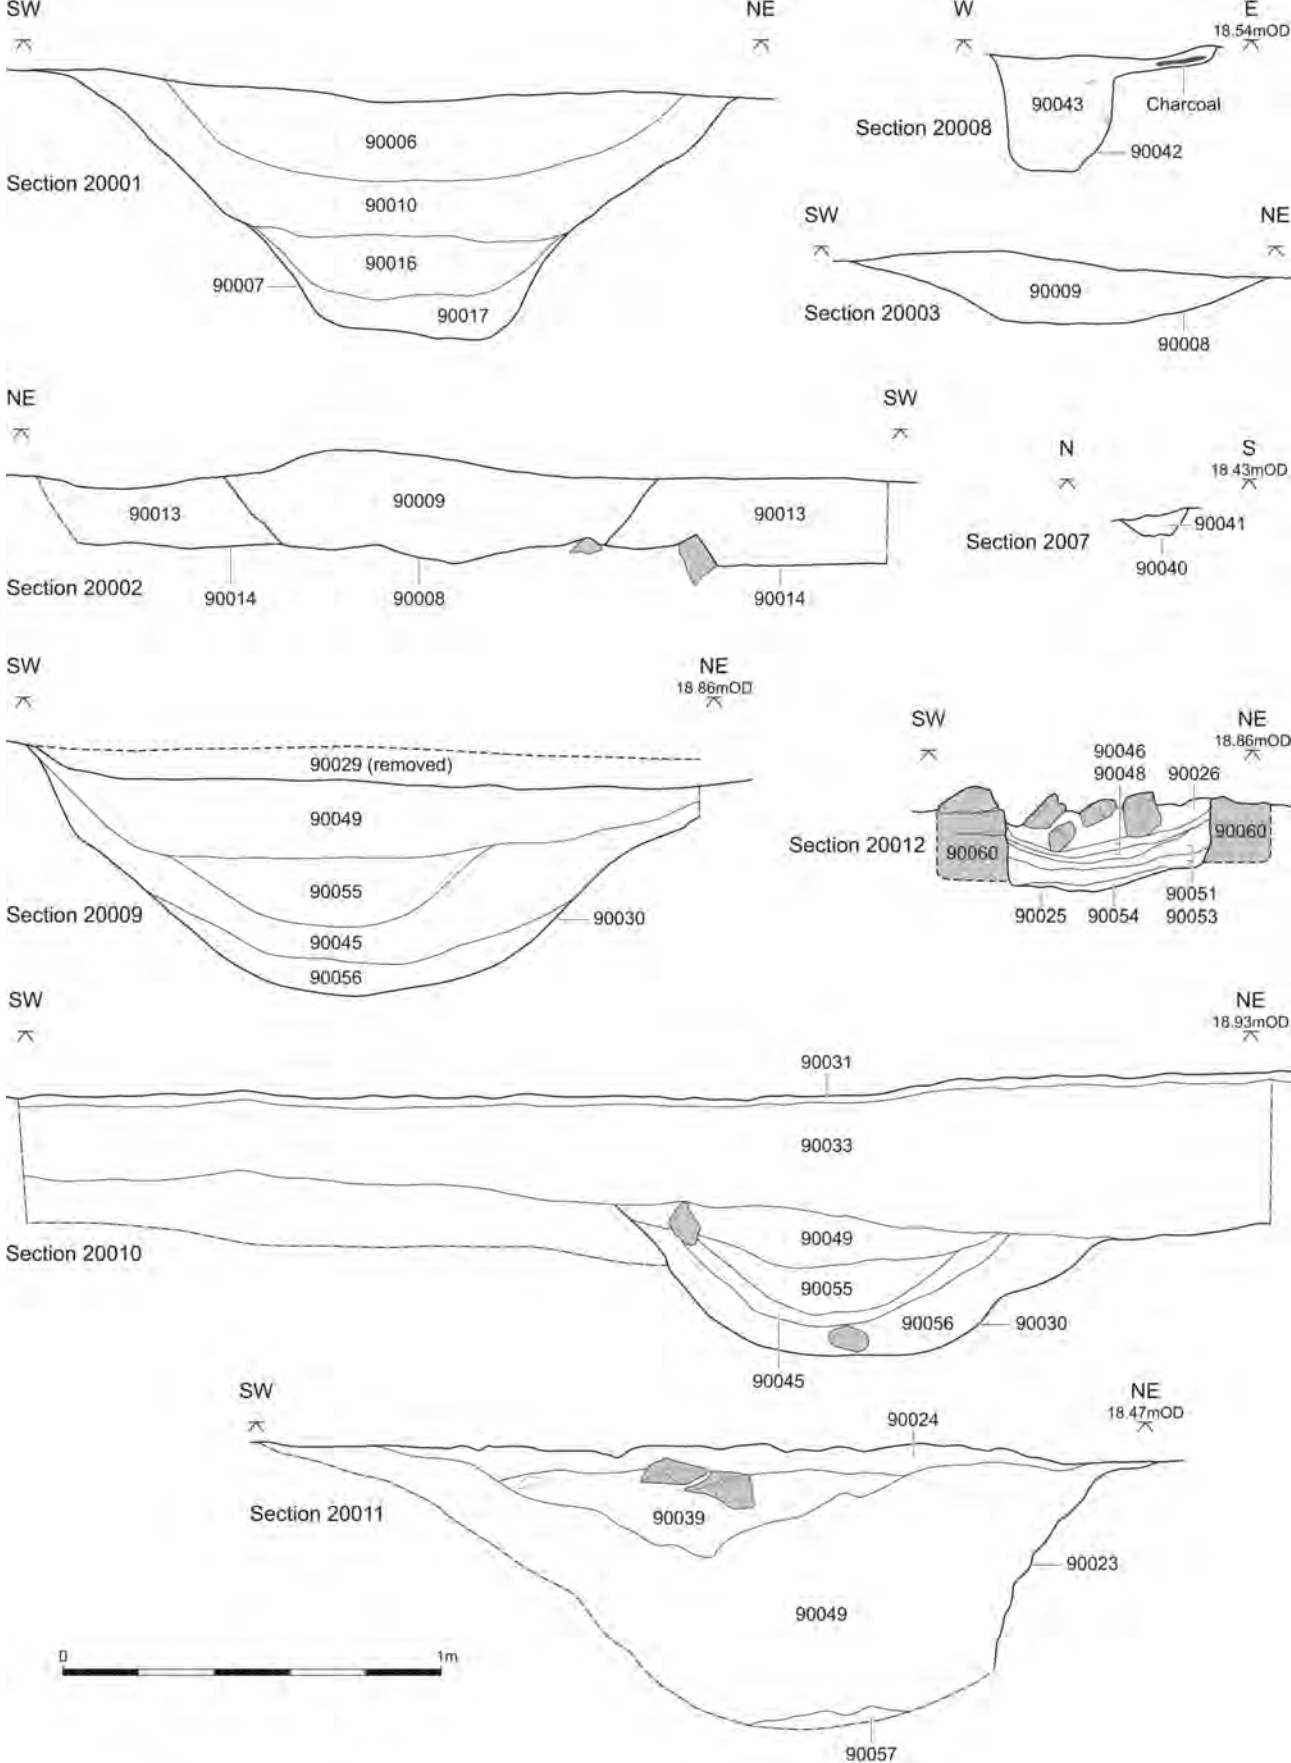 SW NE
90006
90010
90016
90007
90017
Section 20001
W E
18.54mOD
90043
Charcoal
90042
Section 20008
SW NE
90009
90008
Section 20003
NE SW
90013 90009 90013
90014 90008 90014
Section 20002
N S
18.43mOD
90041
90040
Section 2007
SW NE
18.86mOD
90029 (removed)
90049
90055
90045
90056
90030
Section 20009
SW NE
18.86mOD
90046
90048 90026
90060 90060
90051
90025 90054 90053
Section 20012
SW NE
18.93mOD
90031
90033
90049
90055
90056 90030
90045
Section 20010
SW NE
18.47mOD
90024
90039
90023
90049
90057
Section 20011
0 1m